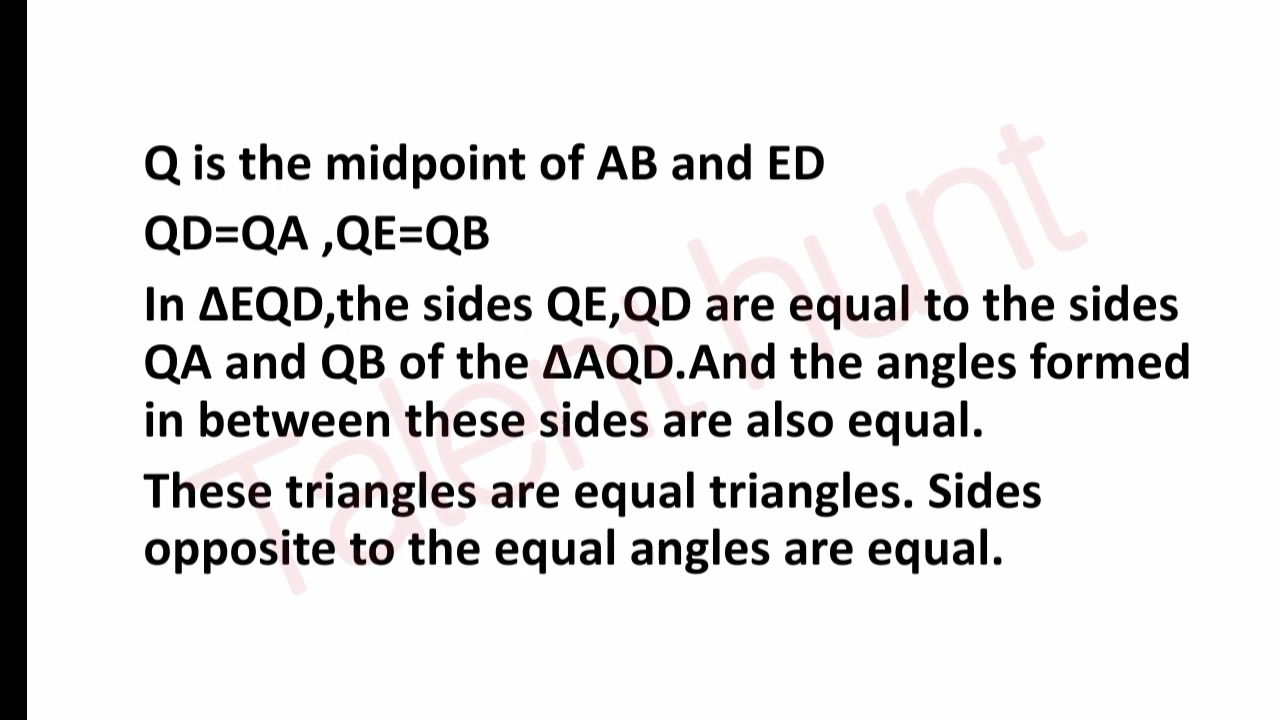 Q is the midpoint of AB and ED
QD=QA ,QE=QB
In ΔEQD,the sides QE,QD are equal to the sides
QA and QB of the ΔAQD.And the angles formed
in between these sides are also equal.
These triangles are equal triangles. Sides
opposite to the equal angles are equal.
Talent hunt